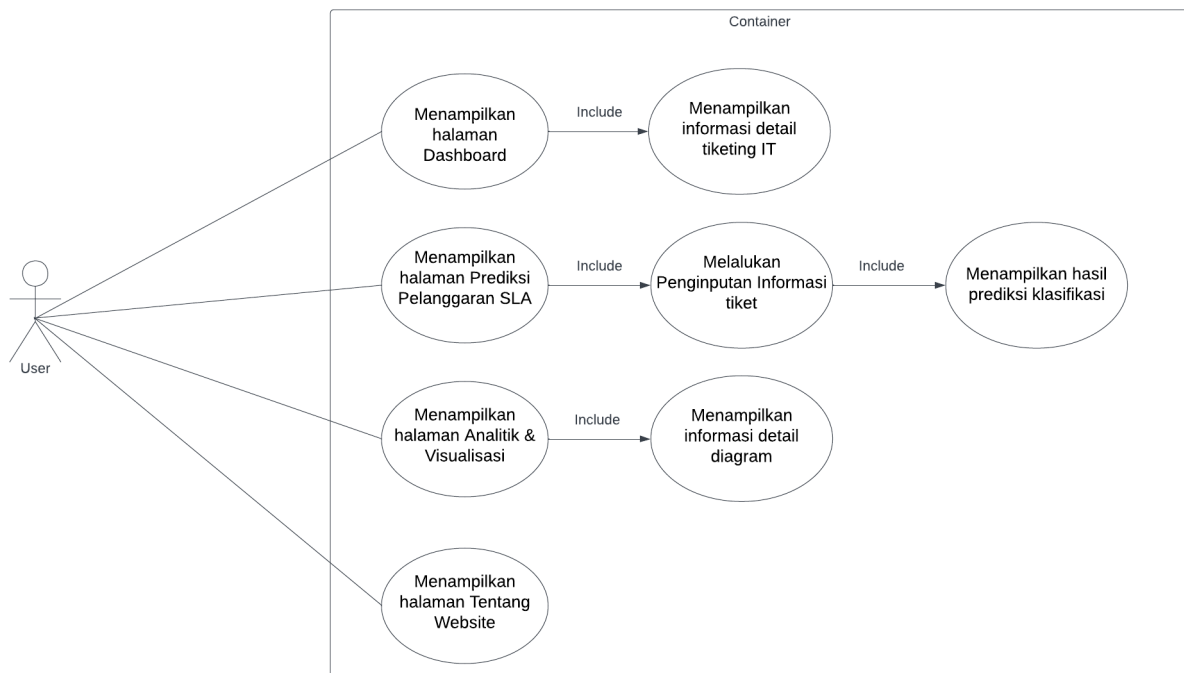 Container
Menampilkan
halaman
Dashboard
Include
Menampilkan
informasi detail
tiketing IT
Menampilkan
halaman Prediksi
Pelanggaran SLA
Include
Melalukan
Penginputan Informasi
tiket
Include
Menampilkan hasil
prediksi klasifikasi
User
Menampilkan
halaman Analitik &
Visualisasi
Include
Menampilkan
informasi detail
diagram
Menampilkan
halaman Tentang
Website